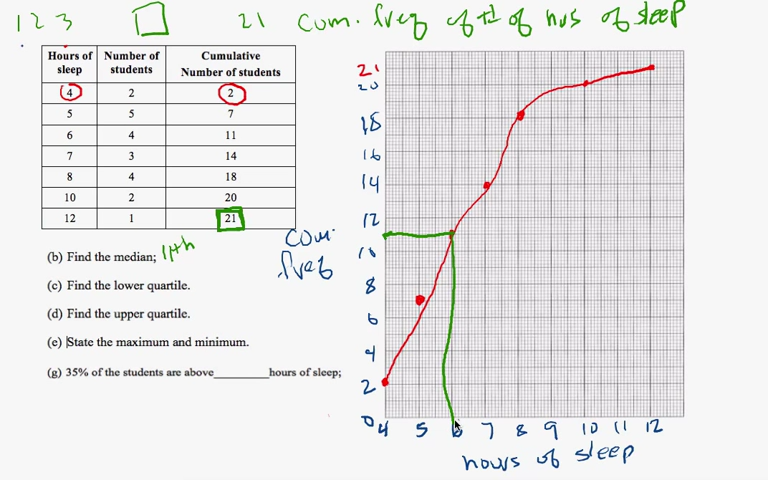 1 2 3 21 Cum. freq of # of hrs of sleep
Hours of sleep Number of students Cumulative Number of students
4 2 2
5 5 7
6 4 11
7 3 14
8 4 18
10 2 20
12 1 21
(b) Find the median; 11th
(c) Find the lower quartile.
(d) Find the upper quartile.
(e) State the maximum and minimum.
(g) 35% of the students are above________hours of sleep;
Cum.
freq
21
20
18
16
14
12
10
8
6
4
2
0
4 5 6 7 8 9 10 11 12
hours of sleep